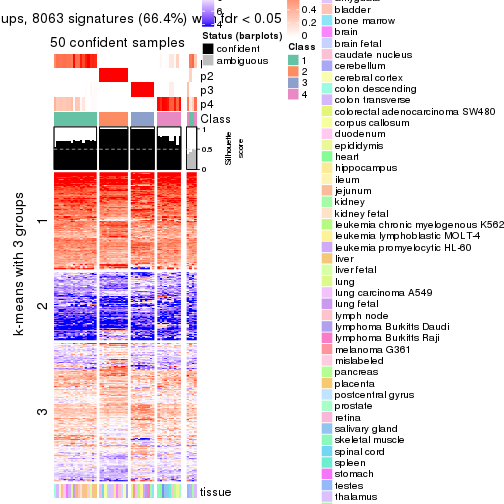 ups, 8063 signatures (66.4%) with fdr < 0.05
50 confident samples
p2
p3
p4
Class
1
0.5
0
Silhouette
score
k-means with 3 groups
1
2
3
tissue
6
4
Status (barplots)
confident
ambiguous
0.4
0.2
0
Class
1
2
3
4
bladder
bone marrow
brain
brain fetal
caudate nucleus
cerebellum
cerebral cortex
colon descending
colon transverse
colorectal adenocarcinoma SW480
corpus callosum
duodenum
epididymis
heart
hippocampus
ileum
jejunum
kidney
kidney fetal
leukemia chronic myelogenous K562
leukemia lymphoblastic MOLT-4
leukemia promyelocytic HL-60
liver
liver fetal
lung
lung carcinoma A549
lung fetal
lymph node
lymphoma Burkitts Daudi
lymphoma Burkitts Raji
melanoma G361
mislabeled
pancreas
placenta
postcentral gyrus
prostate
retina
salivary gland
skeletal muscle
spinal cord
spleen
stomach
testes
thalamus